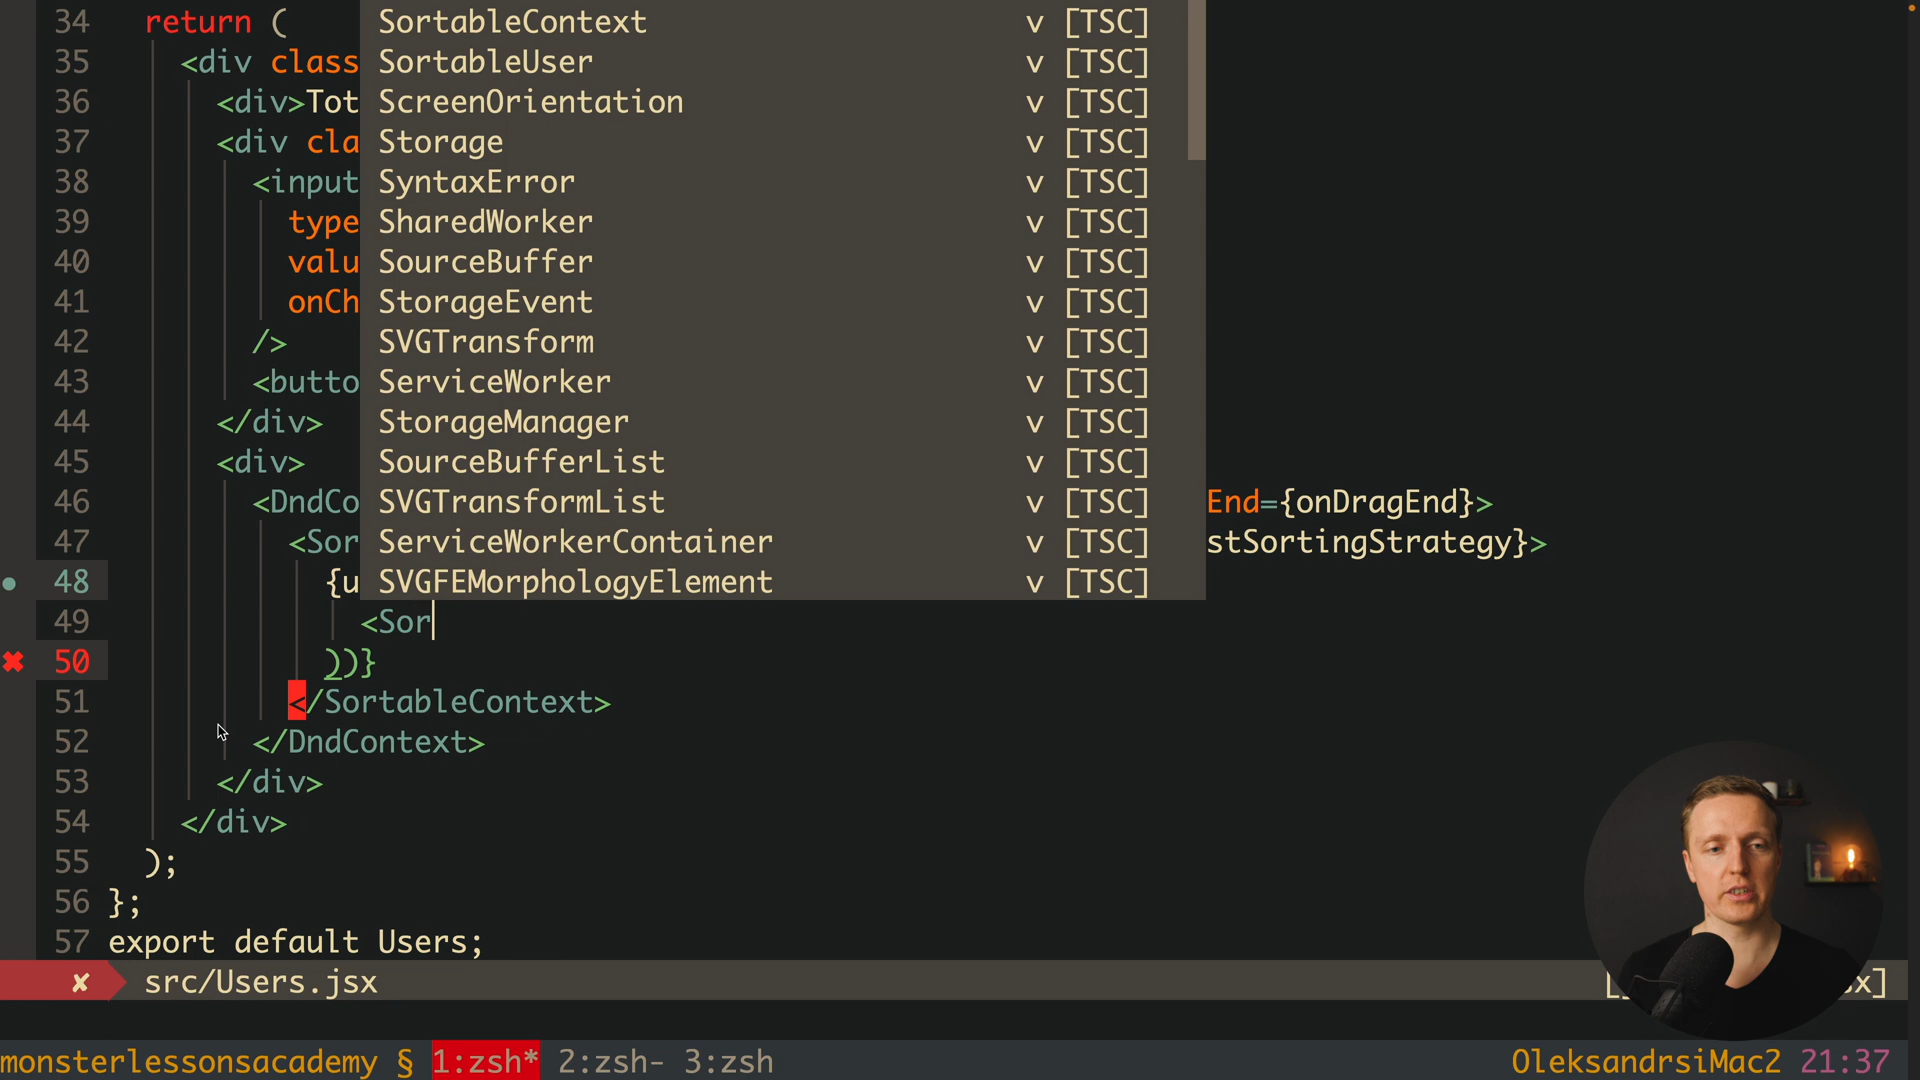 34 return ( SortableContext v [TSC]
35 <div class SortableUser v [TSC]
36 <div>Tot ScreenOrientation v [TSC]
37 <div cla Storage v [TSC]
38 <input SyntaxError v [TSC]
39 type SharedWorker v [TSC]
40 valu SourceBuffer v [TSC]
41 onCh StorageEvent v [TSC]
42 /> SVGTransform v [TSC]
43 <butto ServiceWorker v [TSC]
44 </div> StorageManager v [TSC]
45 <div> SourceBufferList v [TSC]
46 <DndCo SVGTransformList v [TSC] End={onDragEnd}>
47 <Sor ServiceWorkerContainer v [TSC] stSortingStrategy}>
48 {u SVGFEMorphologyElement v [TSC]
49 <Sor
50 ))}
51 </SortableContext>
52 </DndContext>
53 </div>
54 </div>
55 );
56 };
57 export default Users;
✘ src/Users.jsx x]
monsterlessonsacademy § 1:zsh* 2:zsh- 3:zsh OleksandrsiMac2 21:37